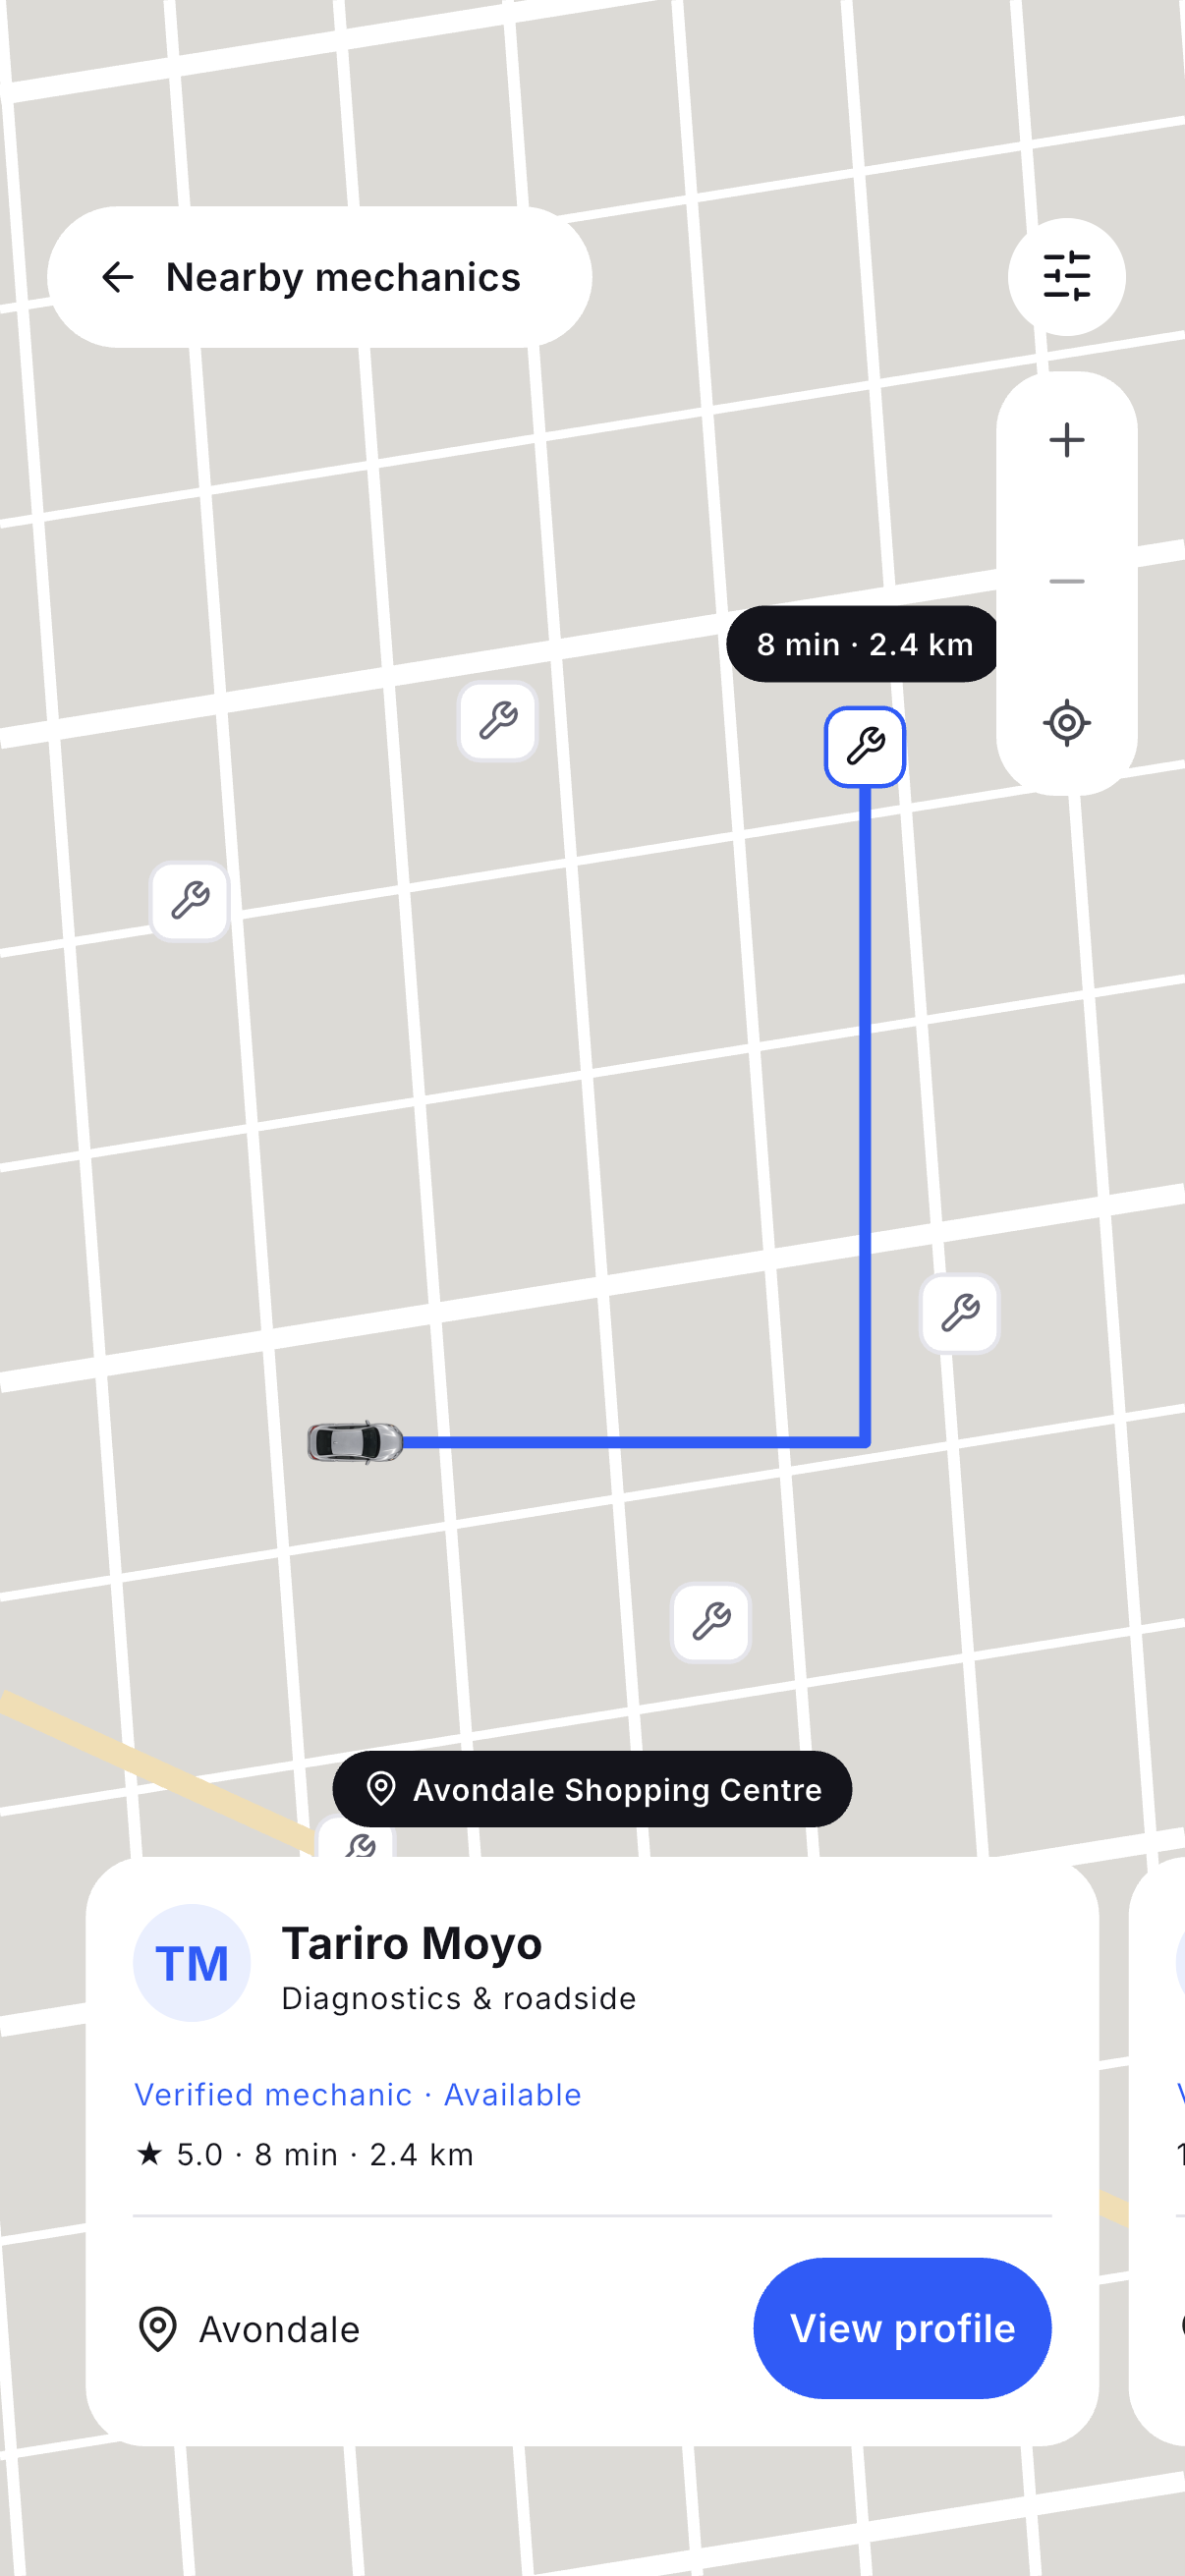 Nearby mechanics
8 min · 2.4 km
Avondale Shopping Centre
TM
Tariro Moyo
Diagnostics & roadside
Verified mechanic · Available
★ 5.0 · 8 min · 2.4 km
Avondale
View profile